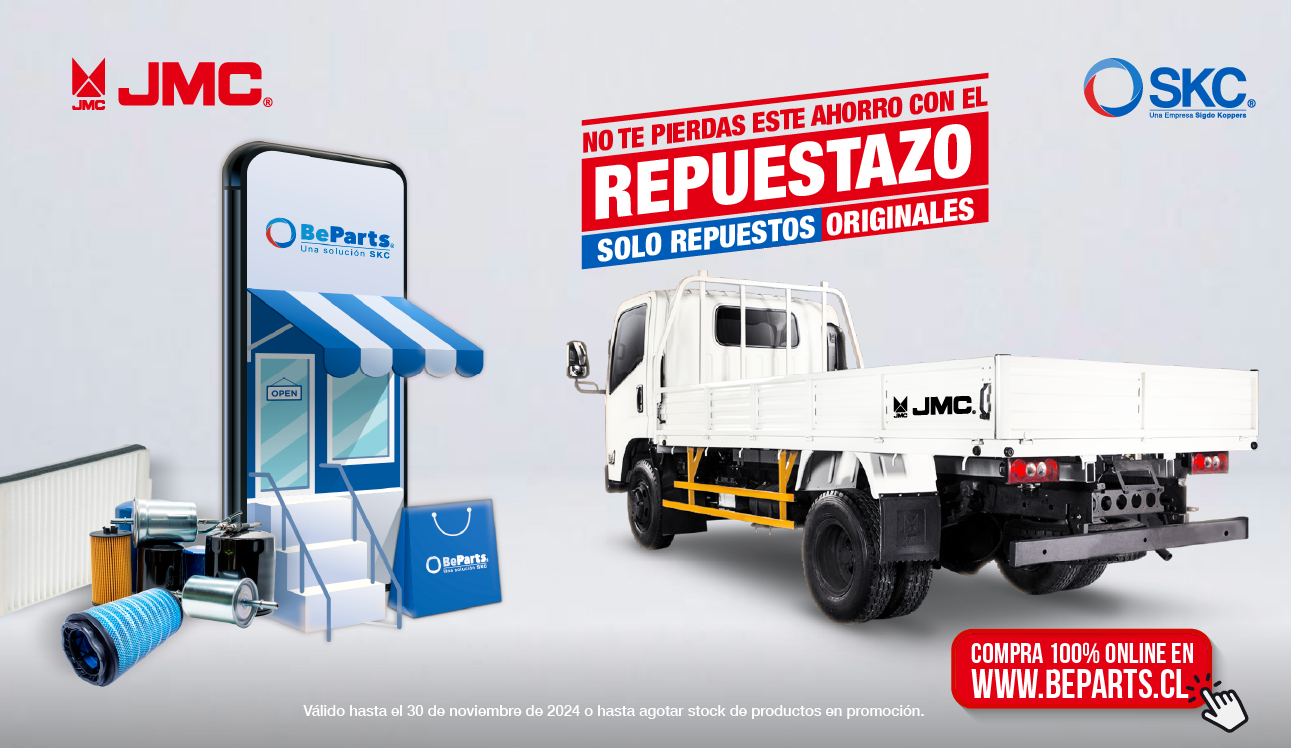 JMC
JMC®
SKC®
Una Empresa Sigdo Koppers
NO TE PIERDAS ESTE AHORRO CON EL
REPUESTAZO
SOLO REPUESTOS ORIGINALES
BeParts®
Una solución SKC
OPEN
BeParts®
Una solución SKC
JMC
JMC®
COMPRA 100% ONLINE EN
WWW.BEPARTS.CL
Válido hasta el 30 de noviembre de 2024 o hasta agotar stock de productos en promoción.